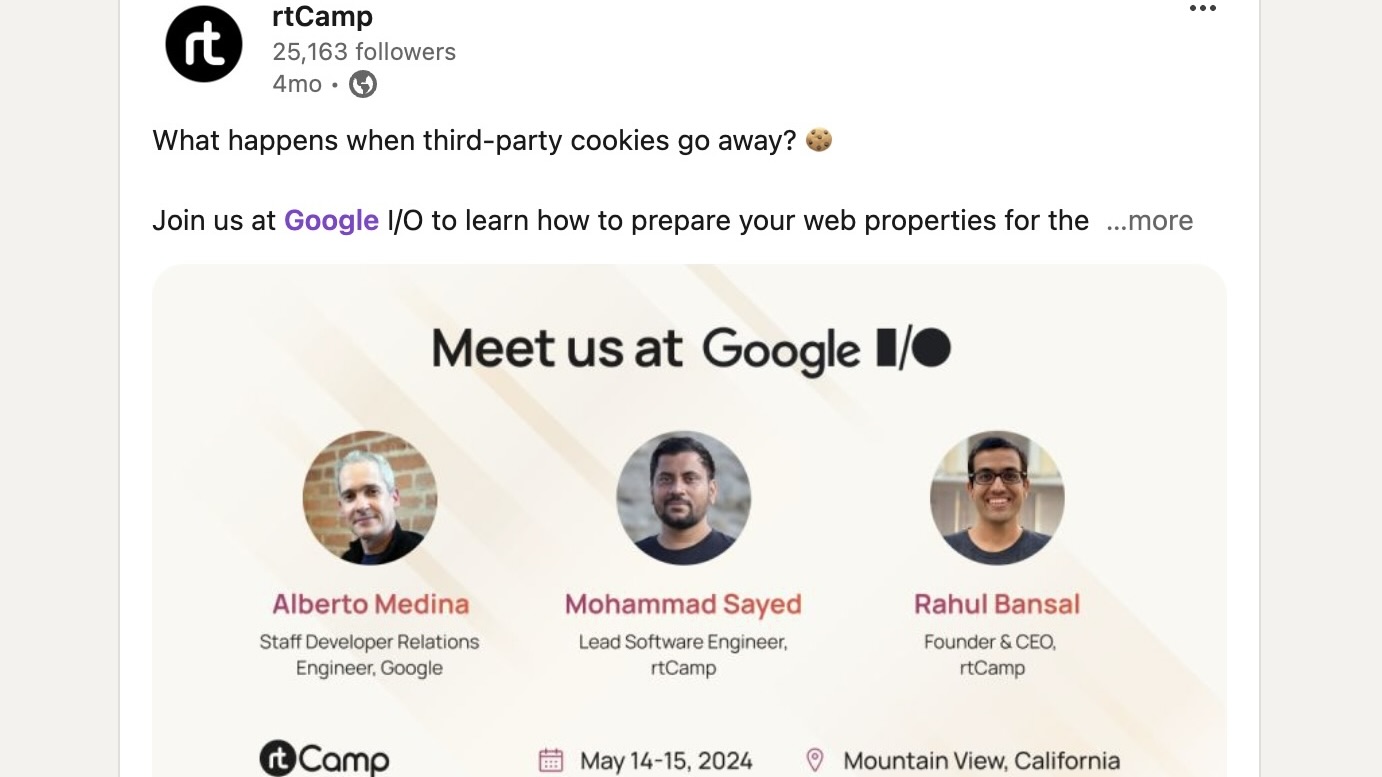 rt
rtCamp
25,163 followers
4mo •
What happens when third-party cookies go away? 🍪
Join us at Google I/O to learn how to prepare your web properties for the ...more
Meet us at Google I/O
Alberto Medina
Staff Developer Relations
Engineer, Google
Mohammad Sayed
Lead Software Engineer,
rtCamp
Rahul Bansal
Founder & CEO,
rtCamp
rtCamp
May 14-15, 2024
Mountain View, California